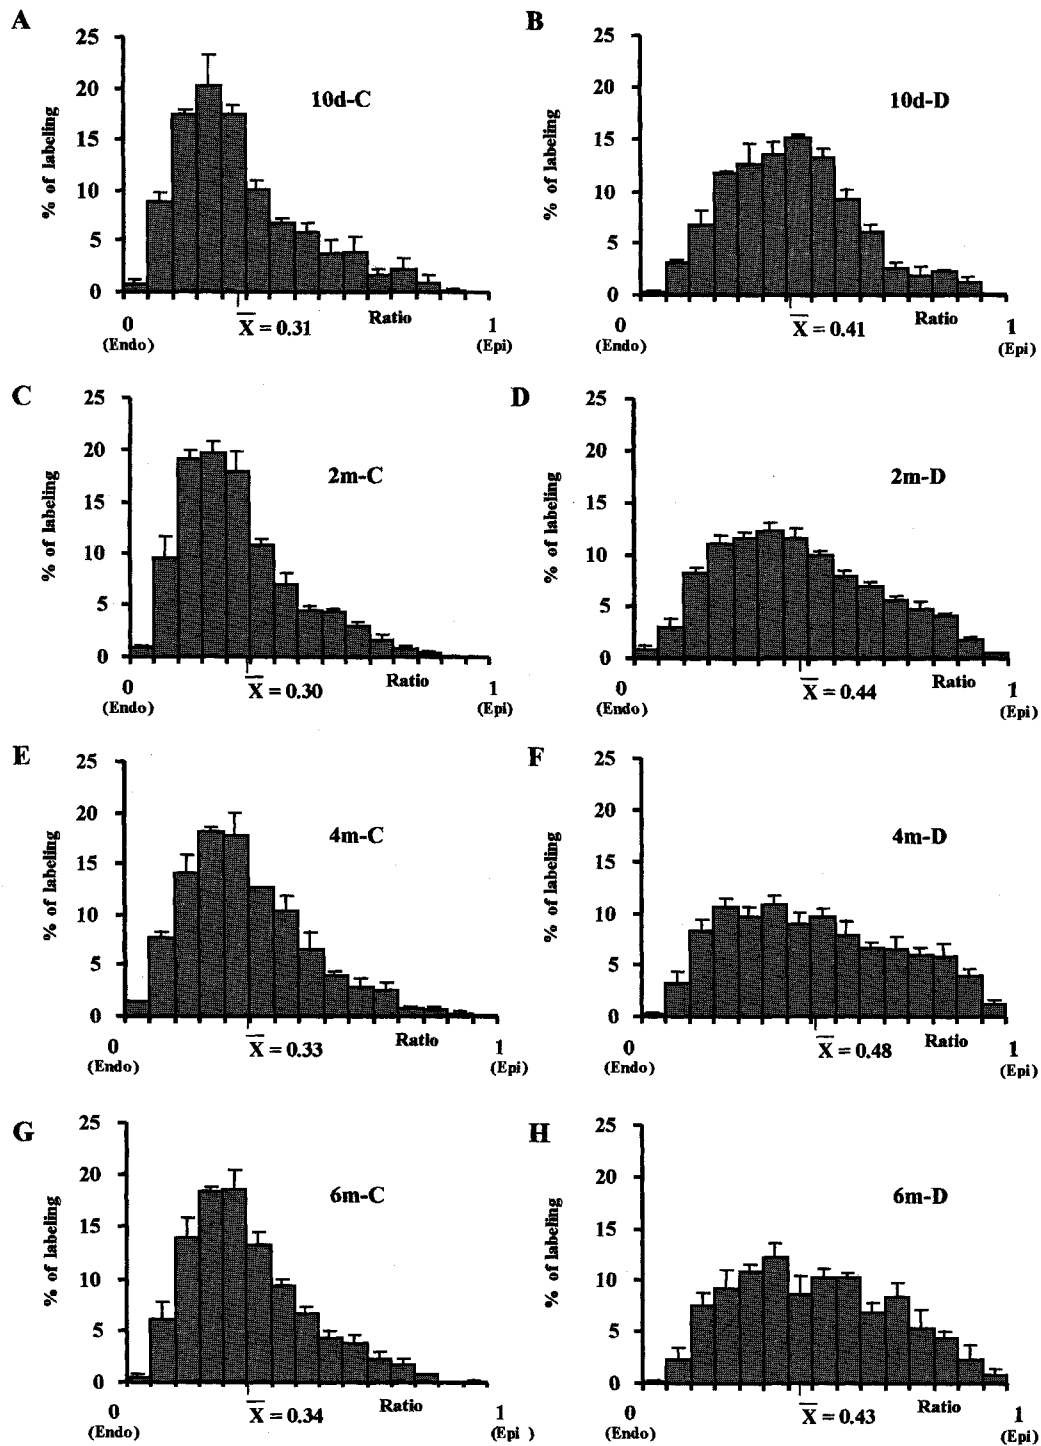 A
25
20
15
10
5
0
% of labeling
10d-C
0
(Endo)
X = 0.31
Ratio
1
(Epi)
B
25
20
15
10
5
0
% of labeling
10d-D
0
(Endo)
X = 0.41
Ratio
1
(Epi)
C
25
20
15
10
5
0
% of labeling
2m-C
0
(Endo)
X = 0.30
Ratio
1
(Epi)
D
25
20
15
10
5
0
% of labeling
2m-D
0
(Endo)
X = 0.44
Ratio
1
(Epi)
E
25
20
15
10
5
0
% of labeling
4m-C
0
(Endo)
X = 0.33
Ratio
1
(Epi)
F
25
20
15
10
5
0
% of labeling
4m-D
0
(Endo)
X = 0.48
Ratio
1
(Epi)
G
25
20
15
10
5
0
% of labeling
6m-C
0
(Endo)
X = 0.34
Ratio
1
(Epi )
H
25
20
15
10
5
0
% of labeling
6m-D
0
(Endo)
X = 0.43
Ratio
1
(Epi)